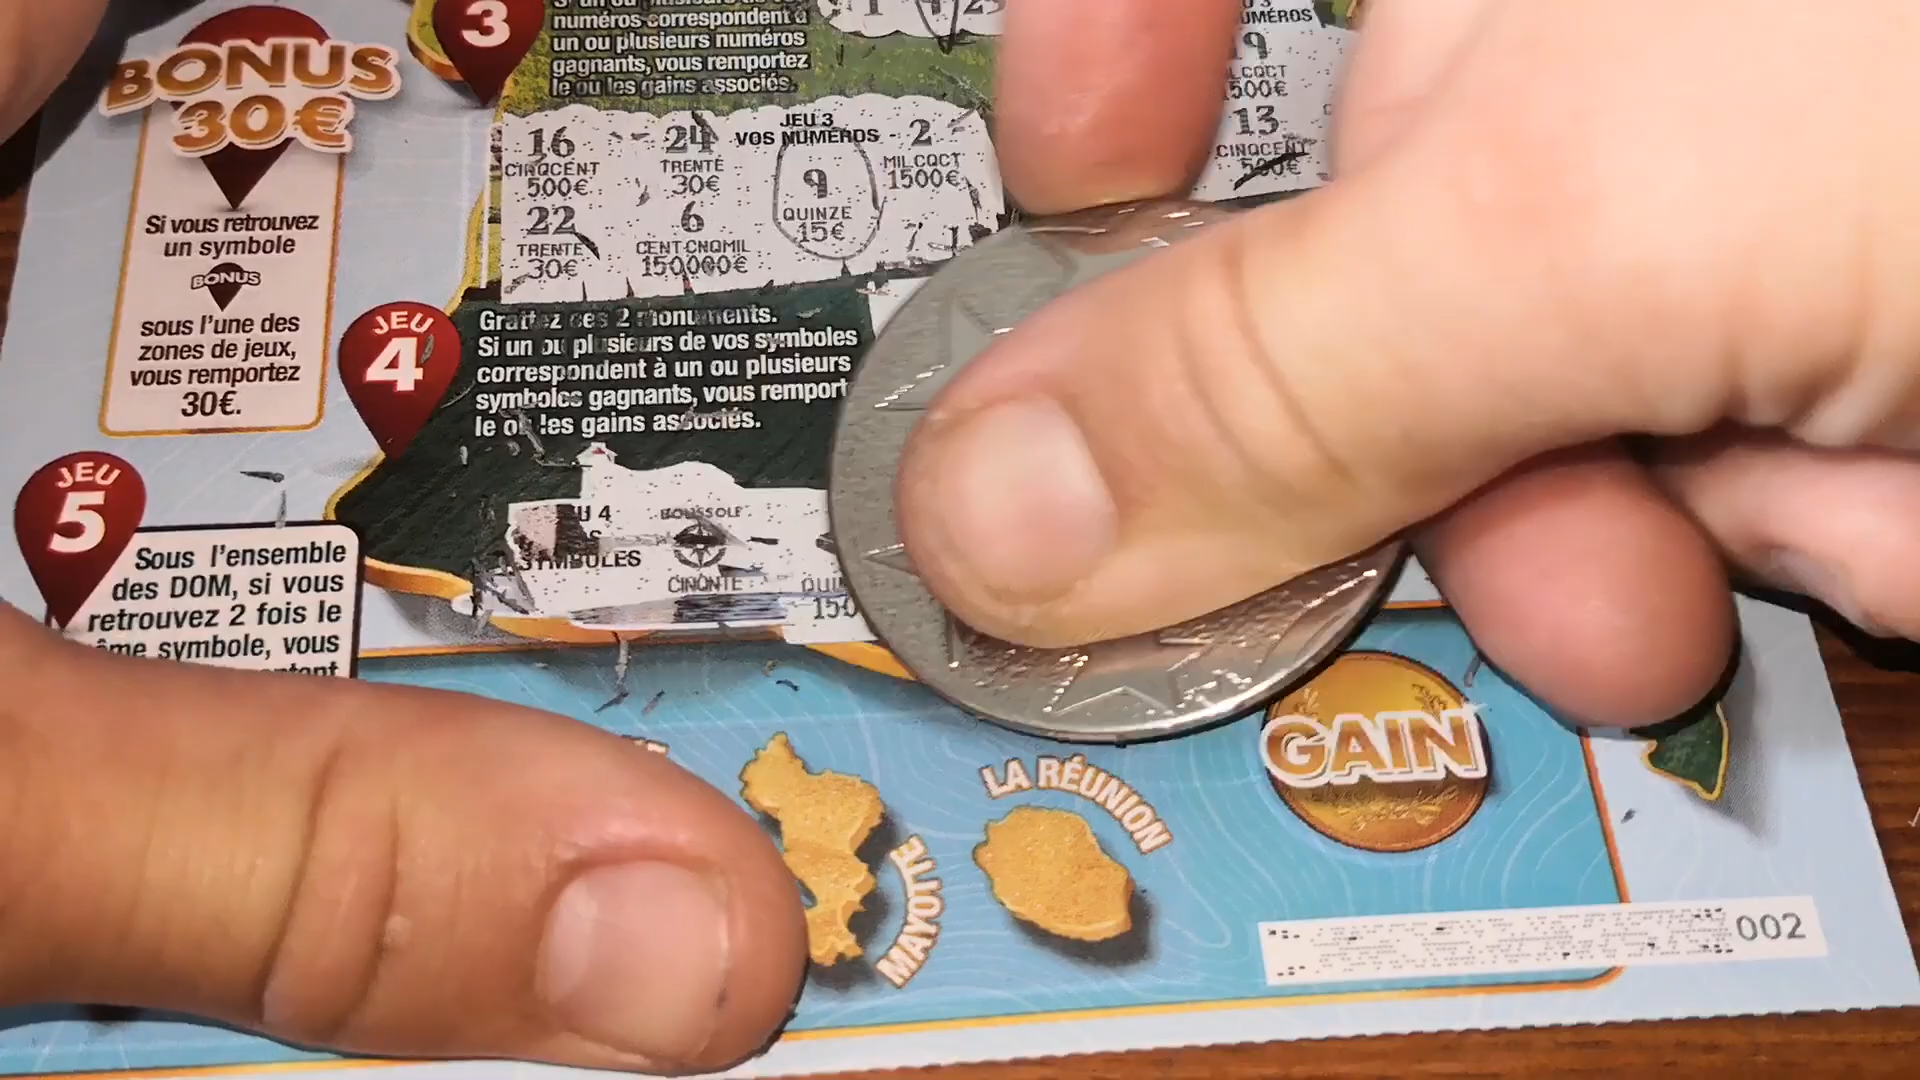 BONUS
30€
Si vous retrouvez
un symbole
BONUS
sous l'une des
zones de jeux,
vous remportez
30€.
3
numéros correspondent à
un ou plusieurs numéros
gagnants, vous remportez
le ou les gains associés.
JEU 3
VOS NUMÉROS
16
CINQCENT
500€
24
TRENTE
30€
9
QUINZE
15€
2
MILCQCT
1500€
22
TRENTE
30€
6
CENTCNQMIL
150000€
13
CINQCENT
500€
JEU
4
Grattez ces 2 monuments.
Si un ou plusieurs de vos symboles
correspondent à un ou plusieurs
symboles gagnants, vous remport
le ou les gains associés.
SYMBOLES
BOUSSOLE
CINQNTE
JEU
5
Sous l'ensemble
des DOM, si vous
retrouvez 2 fois le
symbole, vous
MAYOTTE
LA RÉUNION
GAIN
002